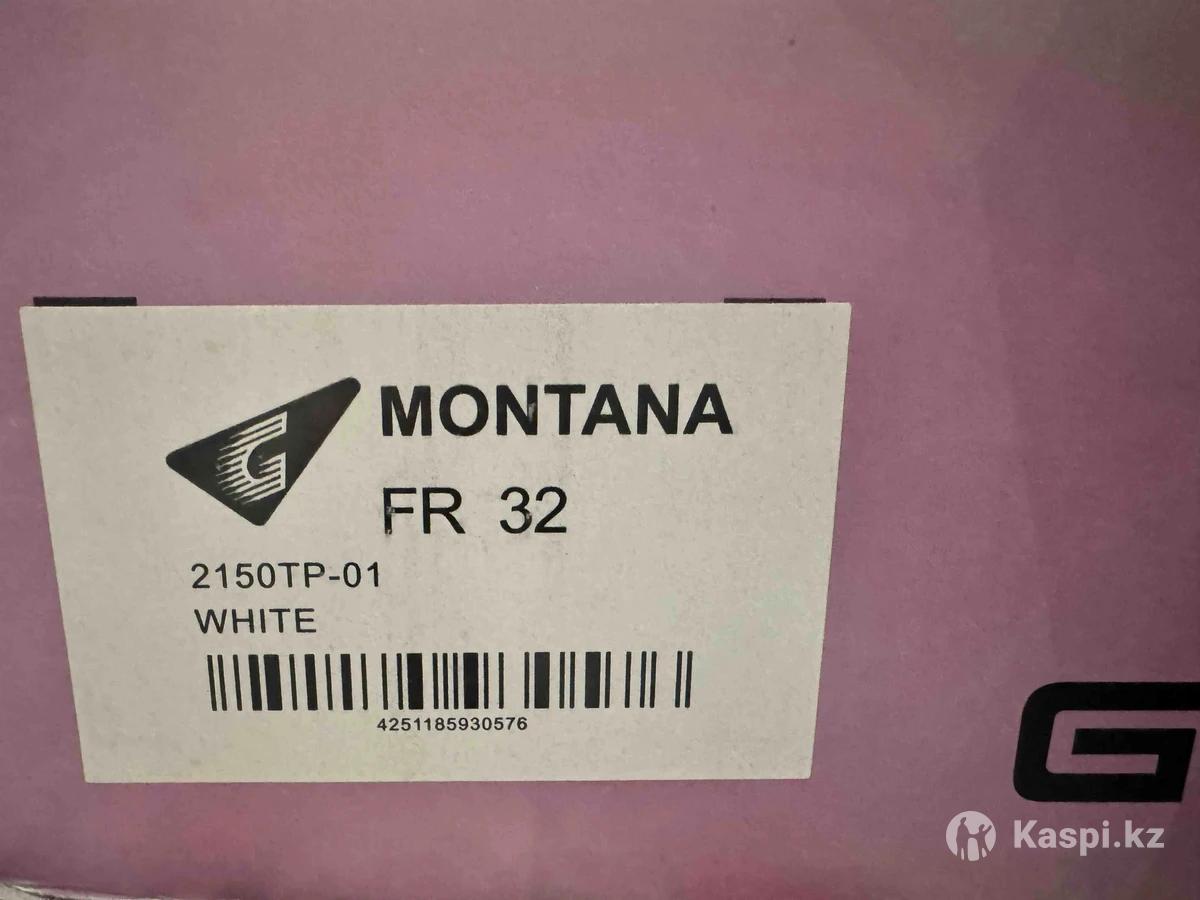 MONTANA
FR 32
2150TP-01
WHITE
4251185930576
G
Kaspi.kz